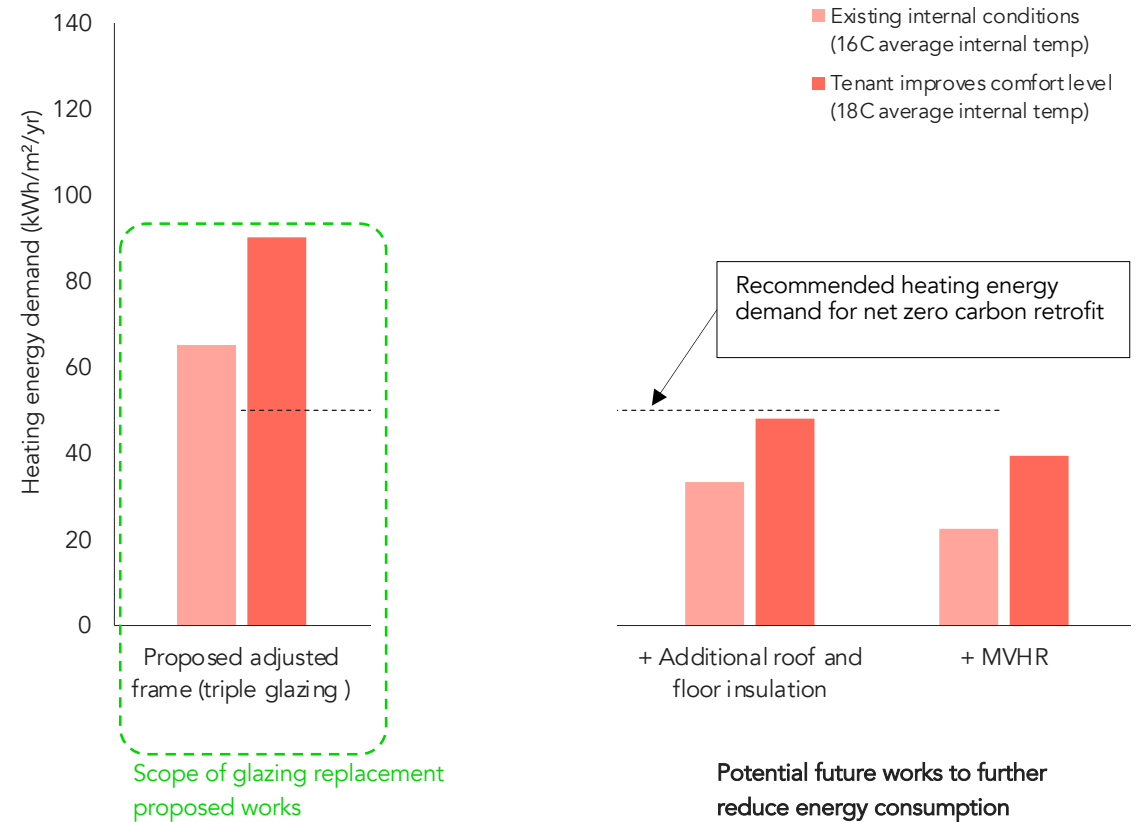 Existing internal conditions
(16C average internal temp)
Tenant improves comfort level
(18C average internal temp)
Heating energy demand (kWh/m²/yr)
140
120
100
80
60
40
20
0
Recommended heating energy
demand for net zero carbon retrofit
Proposed adjusted
frame (triple glazing )
+ Additional roof and
floor insulation
+ MVHR
Scope of glazing replacement
proposed works
Potential future works to further
reduce energy consumption